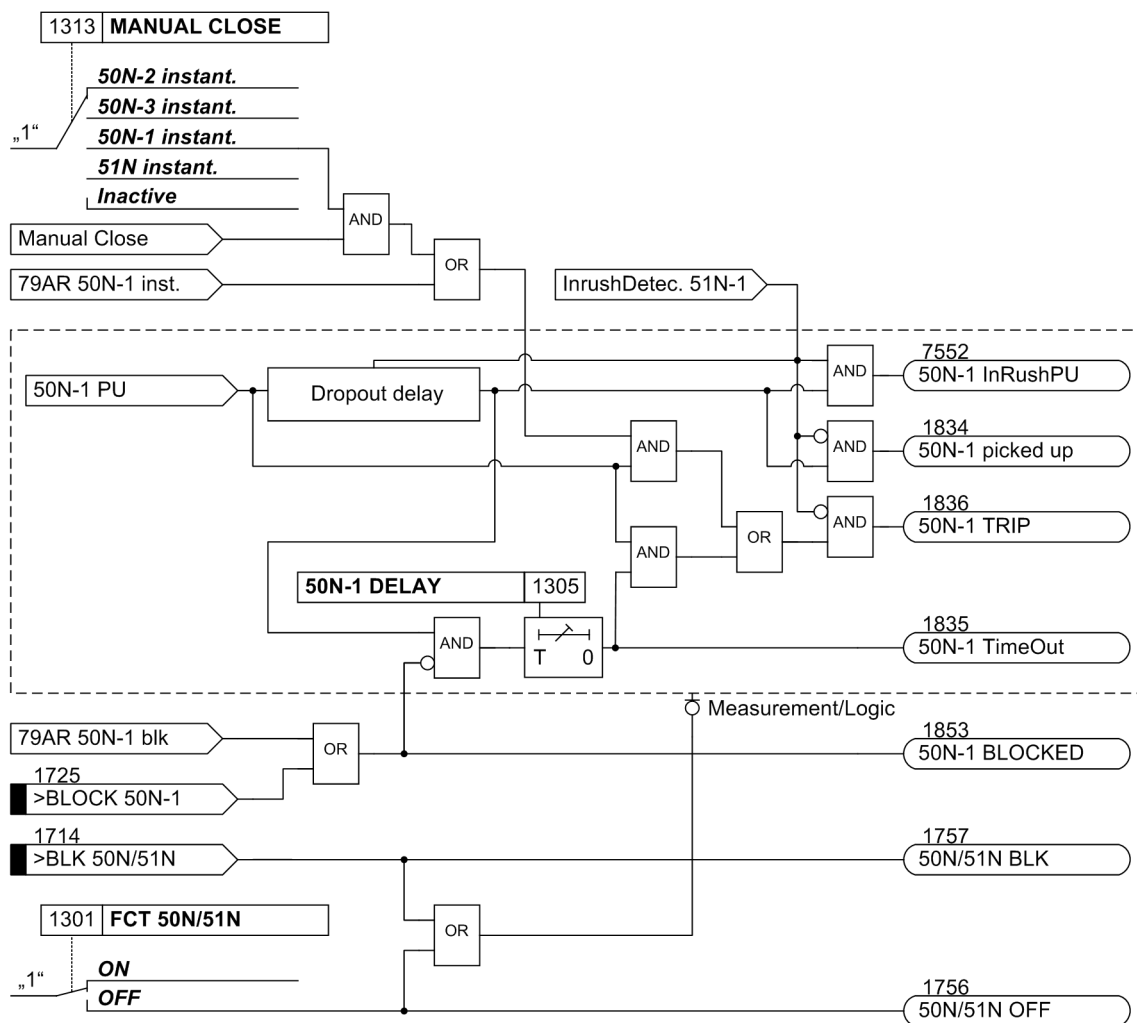 1313 MANUAL CLOSE
50N-2 instant.
50N-3 instant.
„1“
50N-1 instant.
51N instant.
Inactive
AND
Manual Close
OR
79AR 50N-1 inst.
InrushDetec. 51N-1
50N-1 PU
Dropout delay
AND
7552
50N-1 InRushPU
AND
AND
1834
50N-1 picked up
AND
OR
AND
1836
50N-1 TRIP
50N-1 DELAY 1305
AND
T 0
1835
50N-1 TimeOut
Measurement/Logic
79AR 50N-1 blk
OR
1853
50N-1 BLOCKED
1725
>BLOCK 50N-1
1714
>BLK 50N/51N
1757
50N/51N BLK
1301 FCT 50N/51N
OR
„1“
ON
OFF
1756
50N/51N OFF